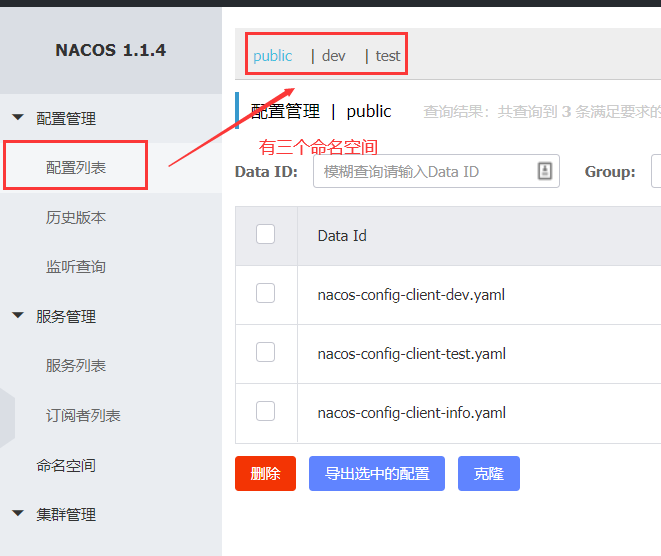 NACOS 1.1.4
配置管理
配置列表
历史版本
监听查询
服务管理
服务列表
订阅者列表
命名空间
集群管理
public | dev | test
配置管理 | public 查询结果：共查询到 3 条满足要求的
有三个命名空间
Data ID: 模糊查询请输入Data ID Group:
Data Id
nacos-config-client-dev.yaml
nacos-config-client-test.yaml
nacos-config-client-info.yaml
删除 导出选中的配置 克隆